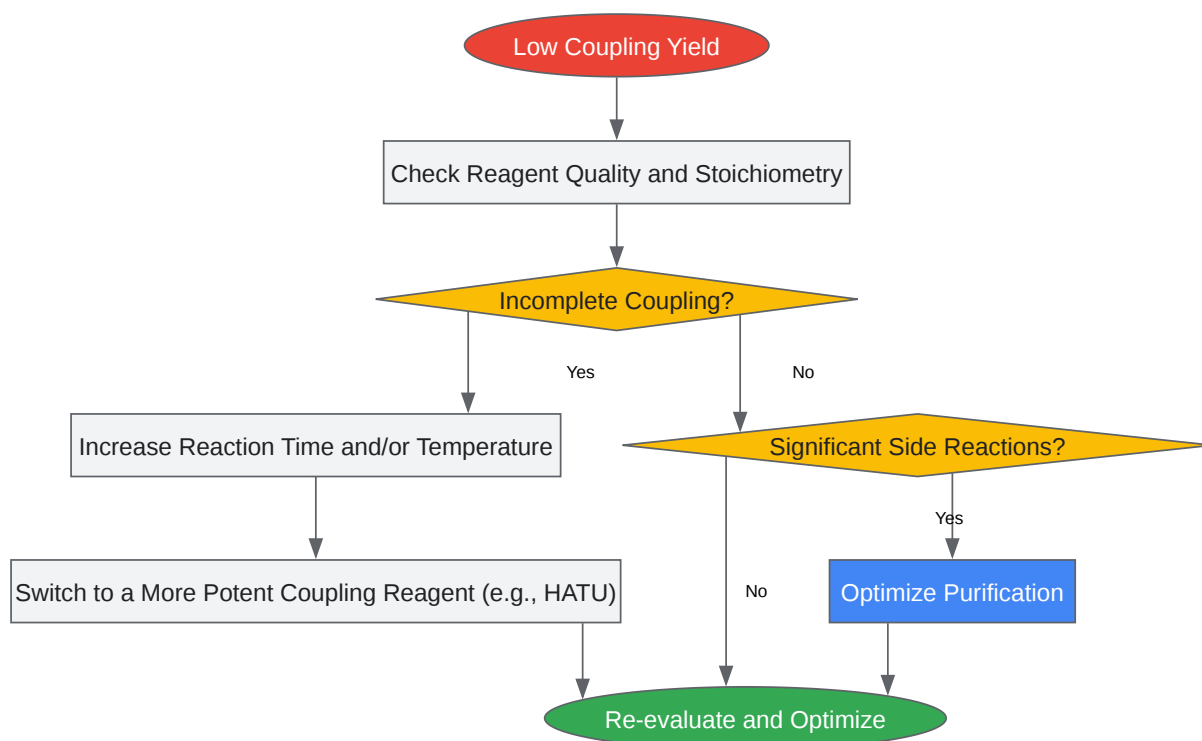 Low Coupling Yield
Check Reagent Quality and Stoichiometry
Incomplete Coupling?
Yes
No
Increase Reaction Time and/or Temperature
Significant Side Reactions?
Yes
Switch to a More Potent Coupling Reagent (e.g., HATU)
No
Optimize Purification
Re-evaluate and Optimize